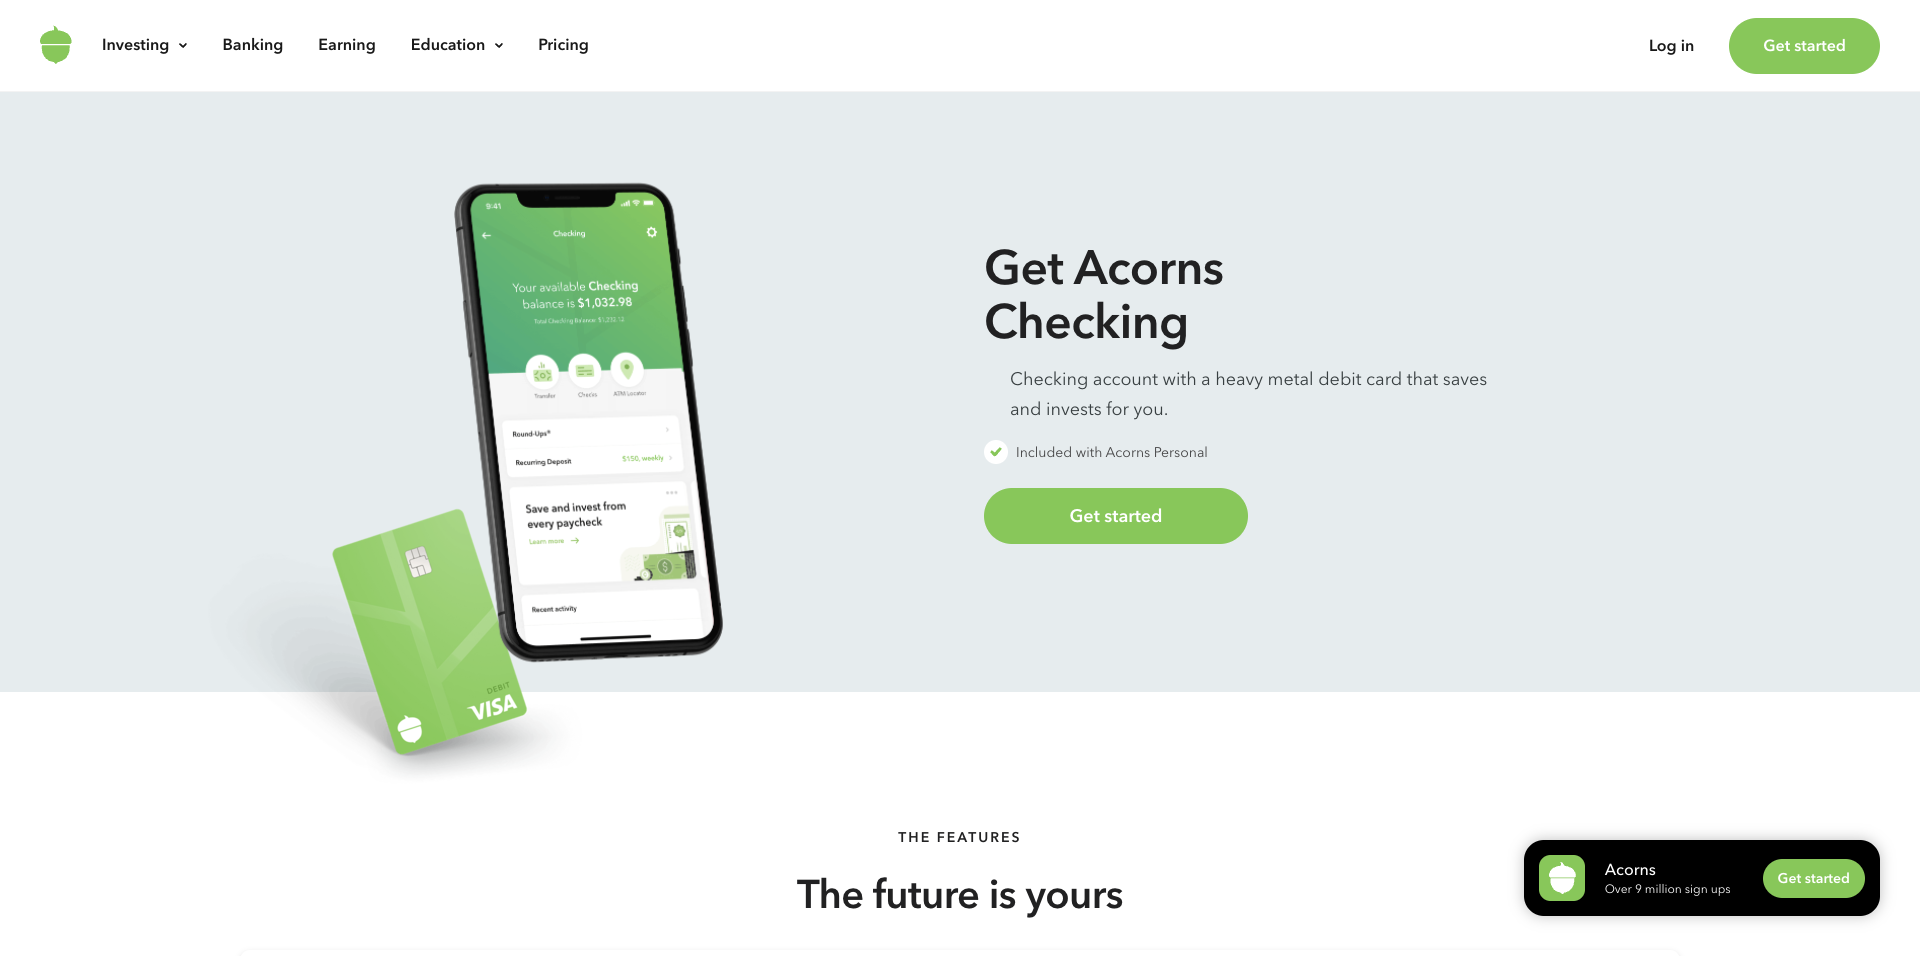 Investing
Banking
Earning
Education
Pricing
Log in
Get started
9:41
Checking
Your available Checking
balance is $1,032.98
Total Checking Balance: $1,232.12
Transfer
Checks
ATM Locator
Round-Ups®
Recurring Deposit
$150, weekly
Save and invest from
every paycheck
Learn more
Recent activity
DEBIT
VISA
Get Acorns
Checking
Checking account with a heavy metal debit card that saves
and invests for you.
Included with Acorns Personal
Get started
THE FEATURES
The future is yours
Acorns
Over 9 million sign ups
Get started